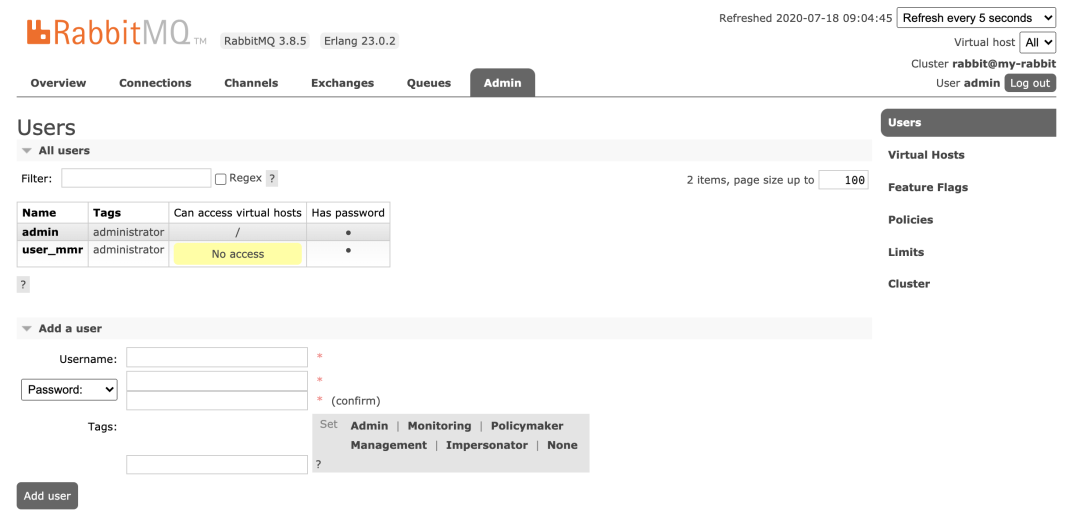 Refreshed 2020-07-18 09:04:45 Refresh every 5 seconds
RabbitMQ TM RabbitMQ 3.8.5 Erlang 23.0.2
Virtual host All
Cluster rabbit@my-rabbit
User admin Log out
Overview Connections Channels Exchanges Queues Admin
Users
All users
Filter: Regex ?
2 items, page size up to 100
Name Tags Can access virtual hosts Has password
admin administrator / ●
user_mmr administrator No access ●
?
Add a user
Username: *
Password: *
* (confirm)
Tags: Set Admin | Monitoring | Policymaker
Management | Impersonator | None
?
Add user
Users
Virtual Hosts
Feature Flags
Policies
Limits
Cluster